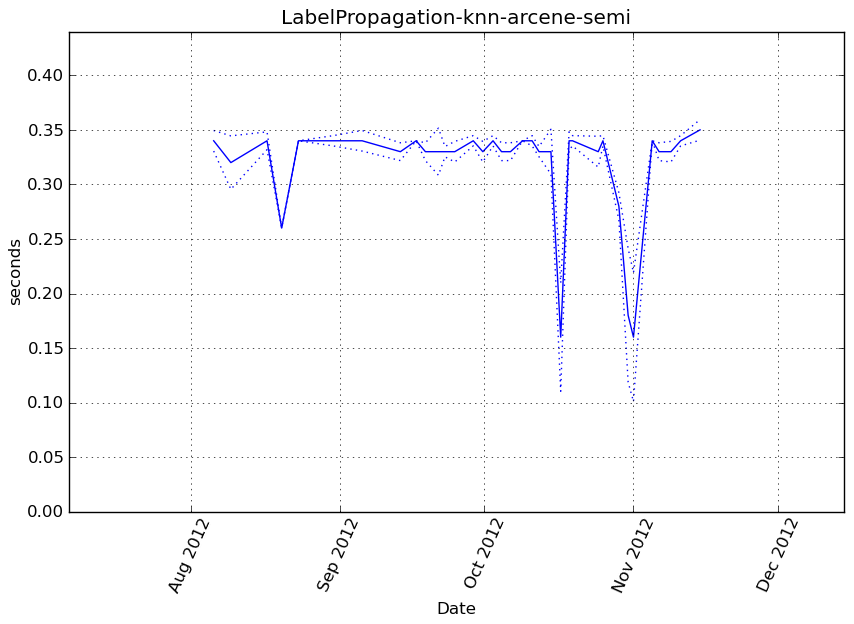 LabelPropagation-knn-arcene-semi
0.40
0.35
0.30
0.25
0.20
0.15
0.10
0.05
0.00
seconds
Aug 2012
Sep 2012
Oct 2012
Nov 2012
Dec 2012
Date